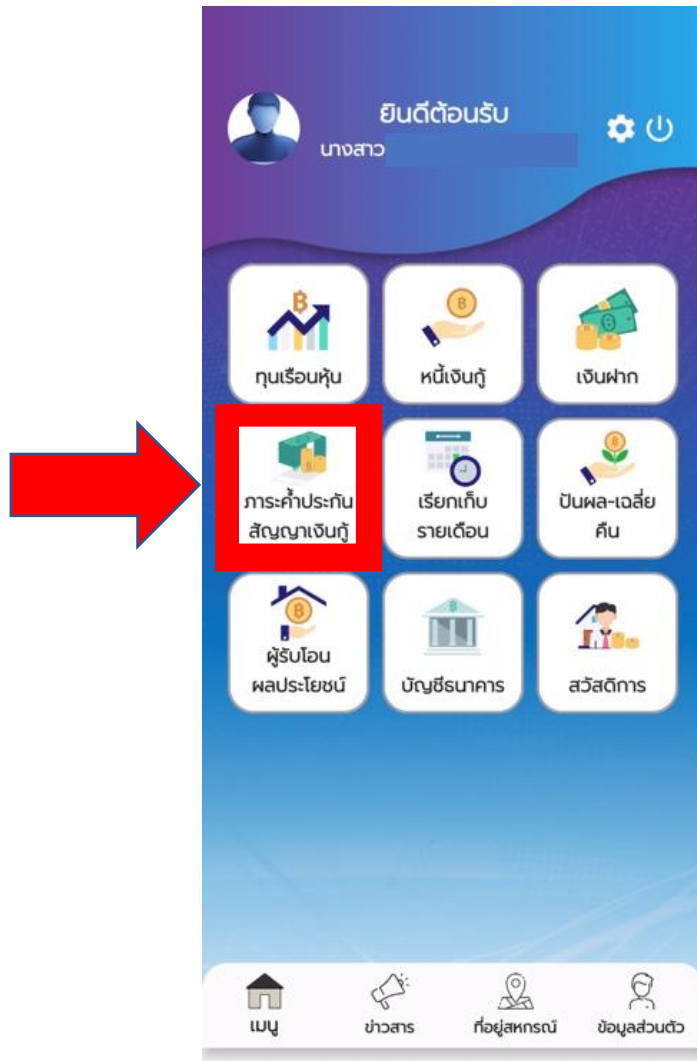 ยินดีต้อนรับ
นางสาว
ทุนเรือนหุ้น
หนี้เงินกู้
เงินฝาก
ภาระค้ำประกัน
สัญญาเงินกู้
เรียกเก็บ
รายเดือน
ปันผล-เฉลี่ย
คืน
ผู้รับโอน
ผลประโยชน์
บัญชีธนาคาร
สวัสดิการ
เมนู
ข่าวสาร
ที่อยู่สหกรณ์
ข้อมูลส่วนตัว